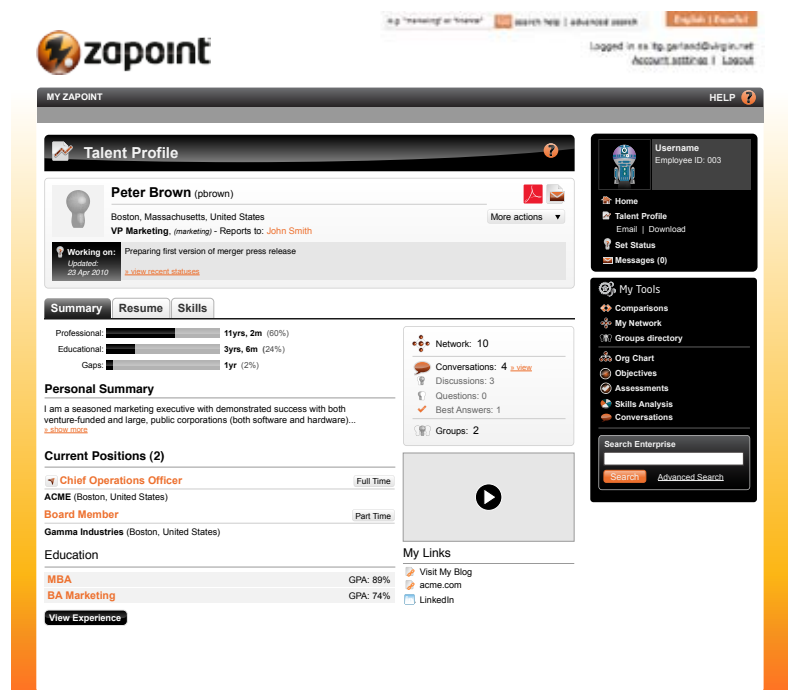 e.g "marketing" or "finance"
search help | advanced search
English | Español
zapoint
Account settings | Logout
MY ZAPOINT
HELP ?
Talent Profile
?
Peter Brown (pbrown)
Boston, Massachusetts, United States
More actions
VP Marketing, (marketing) - Reports to: John Smith
Working on:
Updated:
23 Apr 2010
Preparing first version of merger press release
» view recent statuses
Summary
Resume
Skills
Professional: 11yrs, 2m (60%)
Educational: 3yrs, 6m (24%)
Gaps: 1yr (2%)
Personal Summary
I am a seasoned marketing executive with demonstrated success with both
venture-funded and large, public corporations (both software and hardware)...
» show more
Current Positions (2)
Chief Operations Officer
Full Time
ACME (Boston, United States)
Board Member
Part Time
Gamma Industries (Boston, United States)
Education
MBA GPA: 89%
BA Marketing GPA: 74%
View Experience
Network: 10
Conversations: 4 » view
Discussions: 3
Questions: 0
Best Answers: 1
Groups: 2
My Links
Visit My Blog
acme.com
LinkedIn
Username
Employee ID: 003
Home
Talent Profile
Email | Download
Set Status
Messages (0)
My Tools
Comparisons
My Network
Groups directory
Org Chart
Objectives
Assessments
Skills Analysis
Conversations
Search Enterprise
Search
Advanced Search